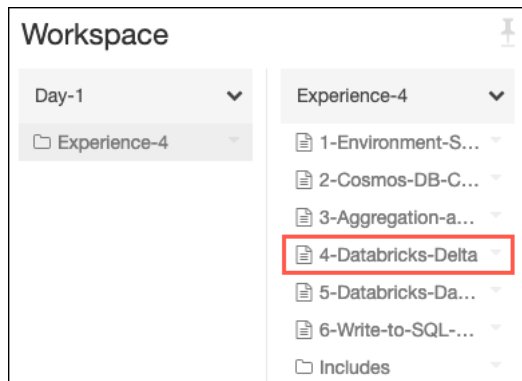 Workspace
Day-1
Experience-4
Experience-4
1-Environment-S...
2-Cosmos-DB-C...
3-Aggregation-a...
4-Databricks-Delta
5-Databricks-Da...
6-Write-to-SQL-...
Includes